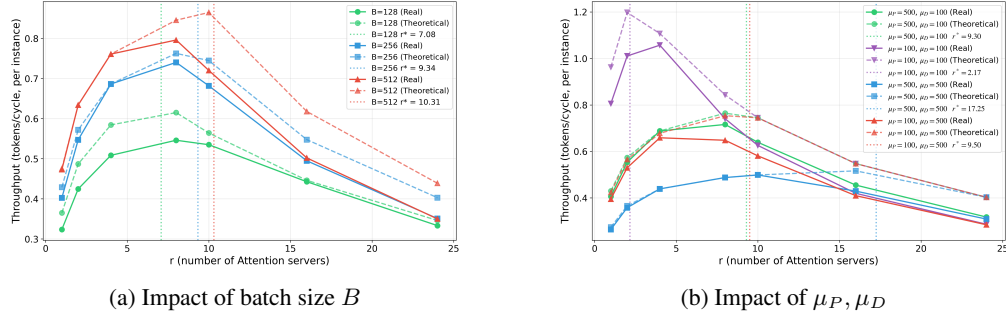 B=128 (Real)
B=128 (Theoretical)
B=128 r* = 7.08
B=256 (Real)
B=256 (Theoretical)
B=256 r* = 9.34
B=512 (Real)
B=512 (Theoretical)
B=512 r* = 10.31
Throughput (tokens/cycle, per instance)
0.8
0.7
0.6
0.5
0.4
0.3
0 5 10 15 20 25
r (number of Attention servers)
(a) Impact of batch size B
μP = 500, μD = 100 (Real)
μP = 500, μD = 100 (Theoretical)
μP = 500, μD = 100 r* = 9.30
μP = 100, μD = 100 (Real)
μP = 100, μD = 100 (Theoretical)
μP = 100, μD = 100 r* = 2.17
μP = 500, μD = 500 (Real)
μP = 500, μD = 500 (Theoretical)
μP = 500, μD = 500 r* = 17.25
μP = 100, μD = 500 (Real)
μP = 100, μD = 500 (Theoretical)
μP = 100, μD = 500 r* = 9.50
Throughput (tokens/cycle, per instance)
1.2
1.0
0.8
0.6
0.4
0 5 10 15 20 25
r (number of Attention servers)
(b) Impact of μP, μD